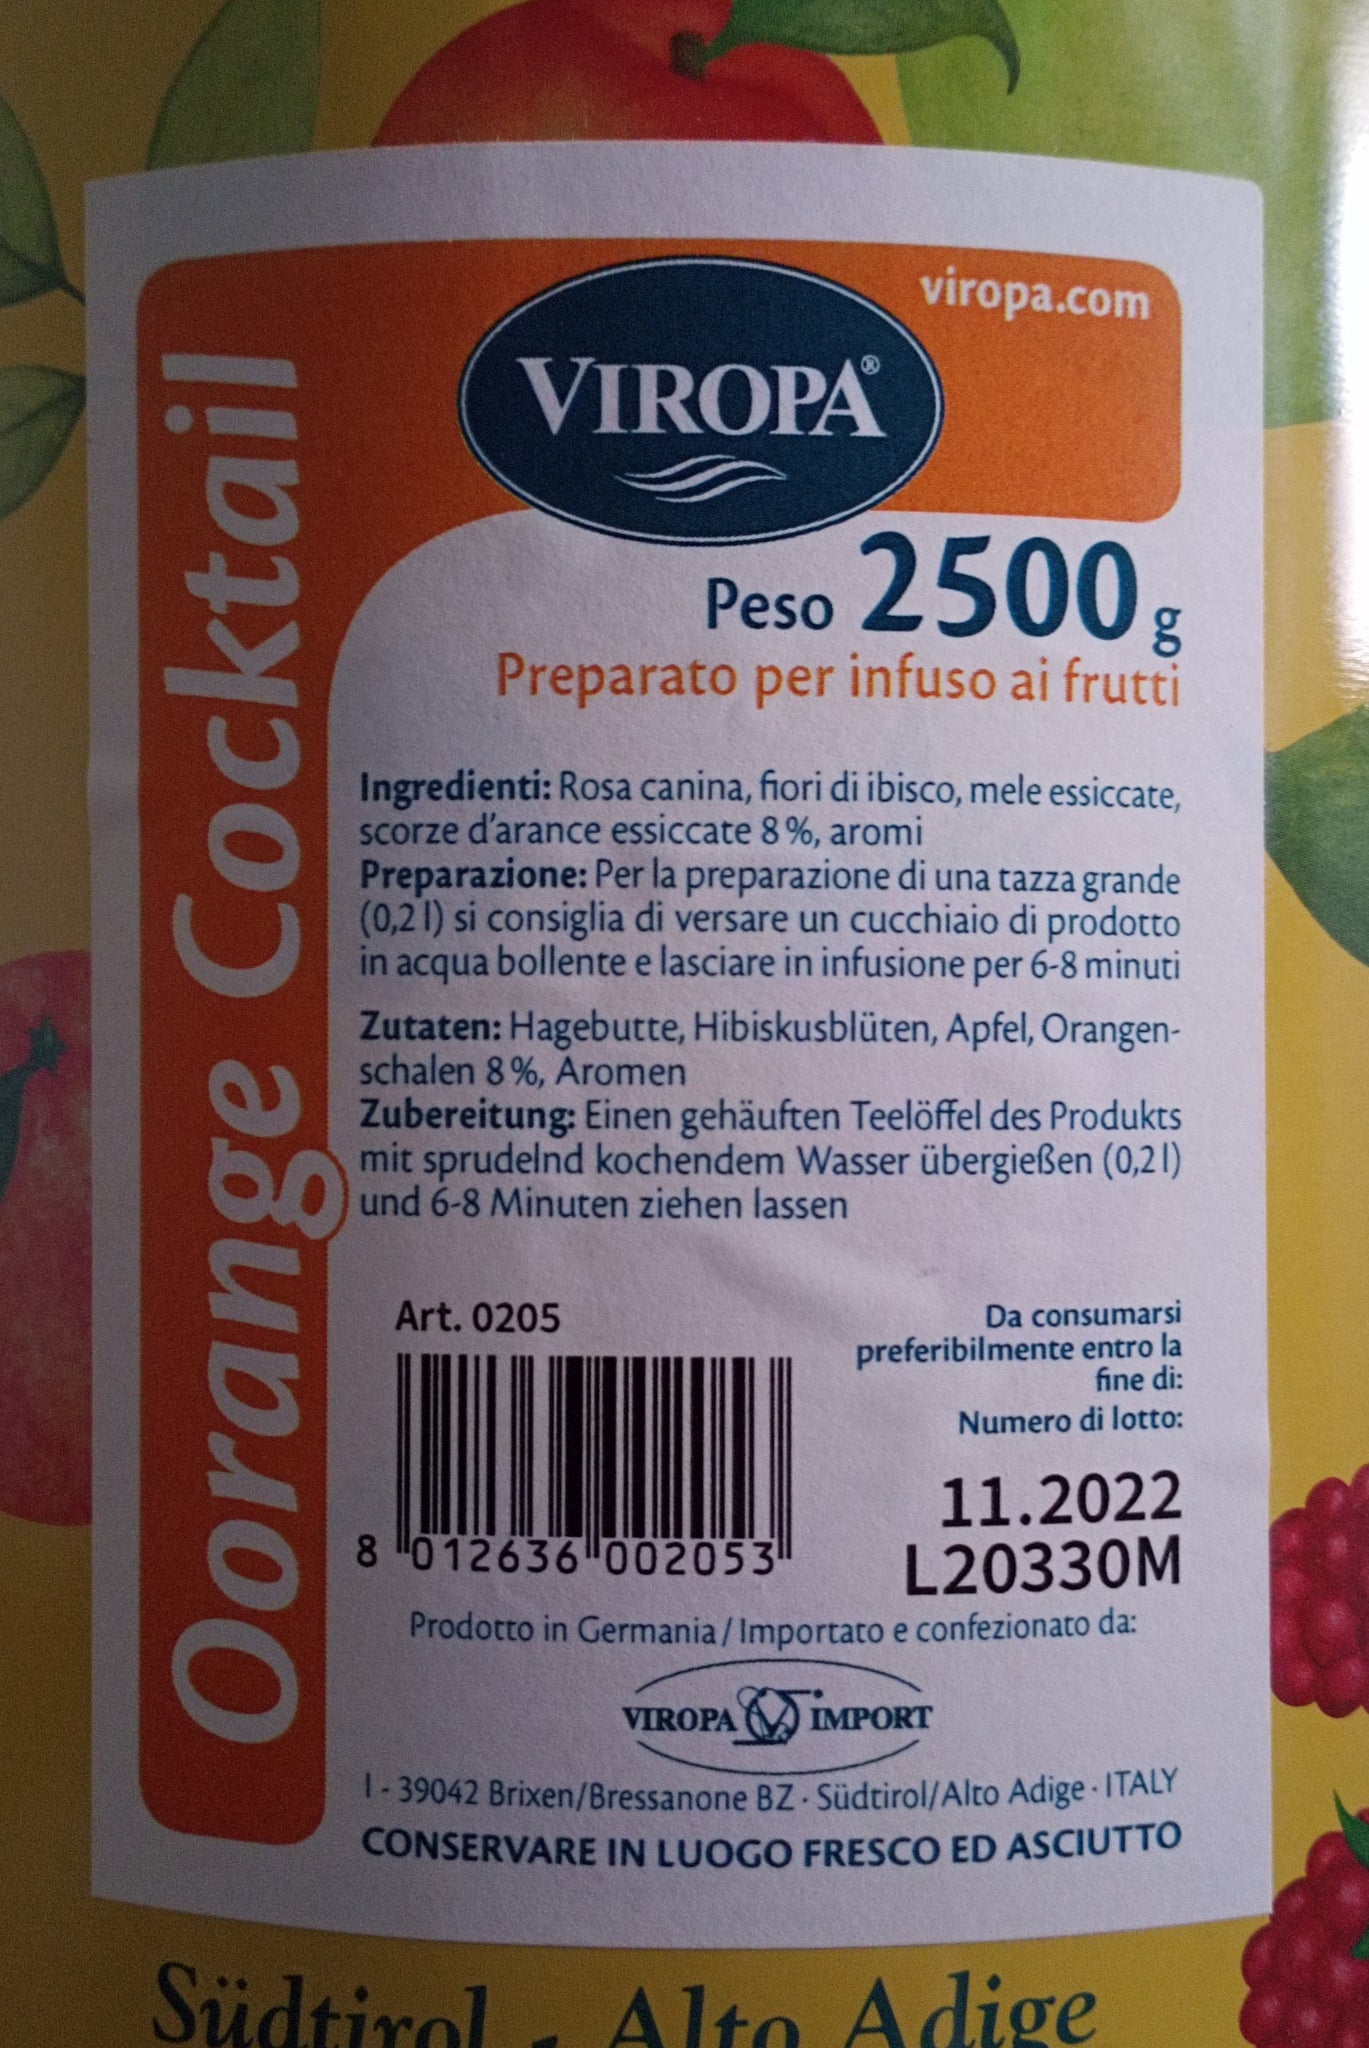 viropa.com
VIROPA®
Oorange Cocktail
Peso 2500 g
Preparato per infuso ai frutti
Ingredienti: Rosa canina, fiori di ibisco, mele essiccate,
scorze d'arance essiccate 8%, aromi
Preparazione: Per la preparazione di una tazza grande
(0,2 l) si consiglia di versare un cucchiaio di prodotto
in acqua bollente e lasciare in infusione per 6-8 minuti
Zutaten: Hagebutte, Hibiskusblüten, Apfel, Orangen-
schalen 8%, Aromen
Zubereitung: Einen gehäuften Teelöffel des Produkts
mit sprudelnd kochendem Wasser übergießen (0,2 l)
und 6-8 Minuten ziehen lassen
Art. 0205
8 012636 002053
Da consumarsi
preferibilmente entro la
fine di:
Numero di lotto:
11.2022
L20330M
Prodotto in Germania / Importato e confezionato da:
VIROPA IMPORT
I - 39042 Brixen/Bressanone BZ · Südtirol/Alto Adige · ITALY
CONSERVARE IN LUOGO FRESCO ED ASCIUTTO
Südtirol - Alto Adige